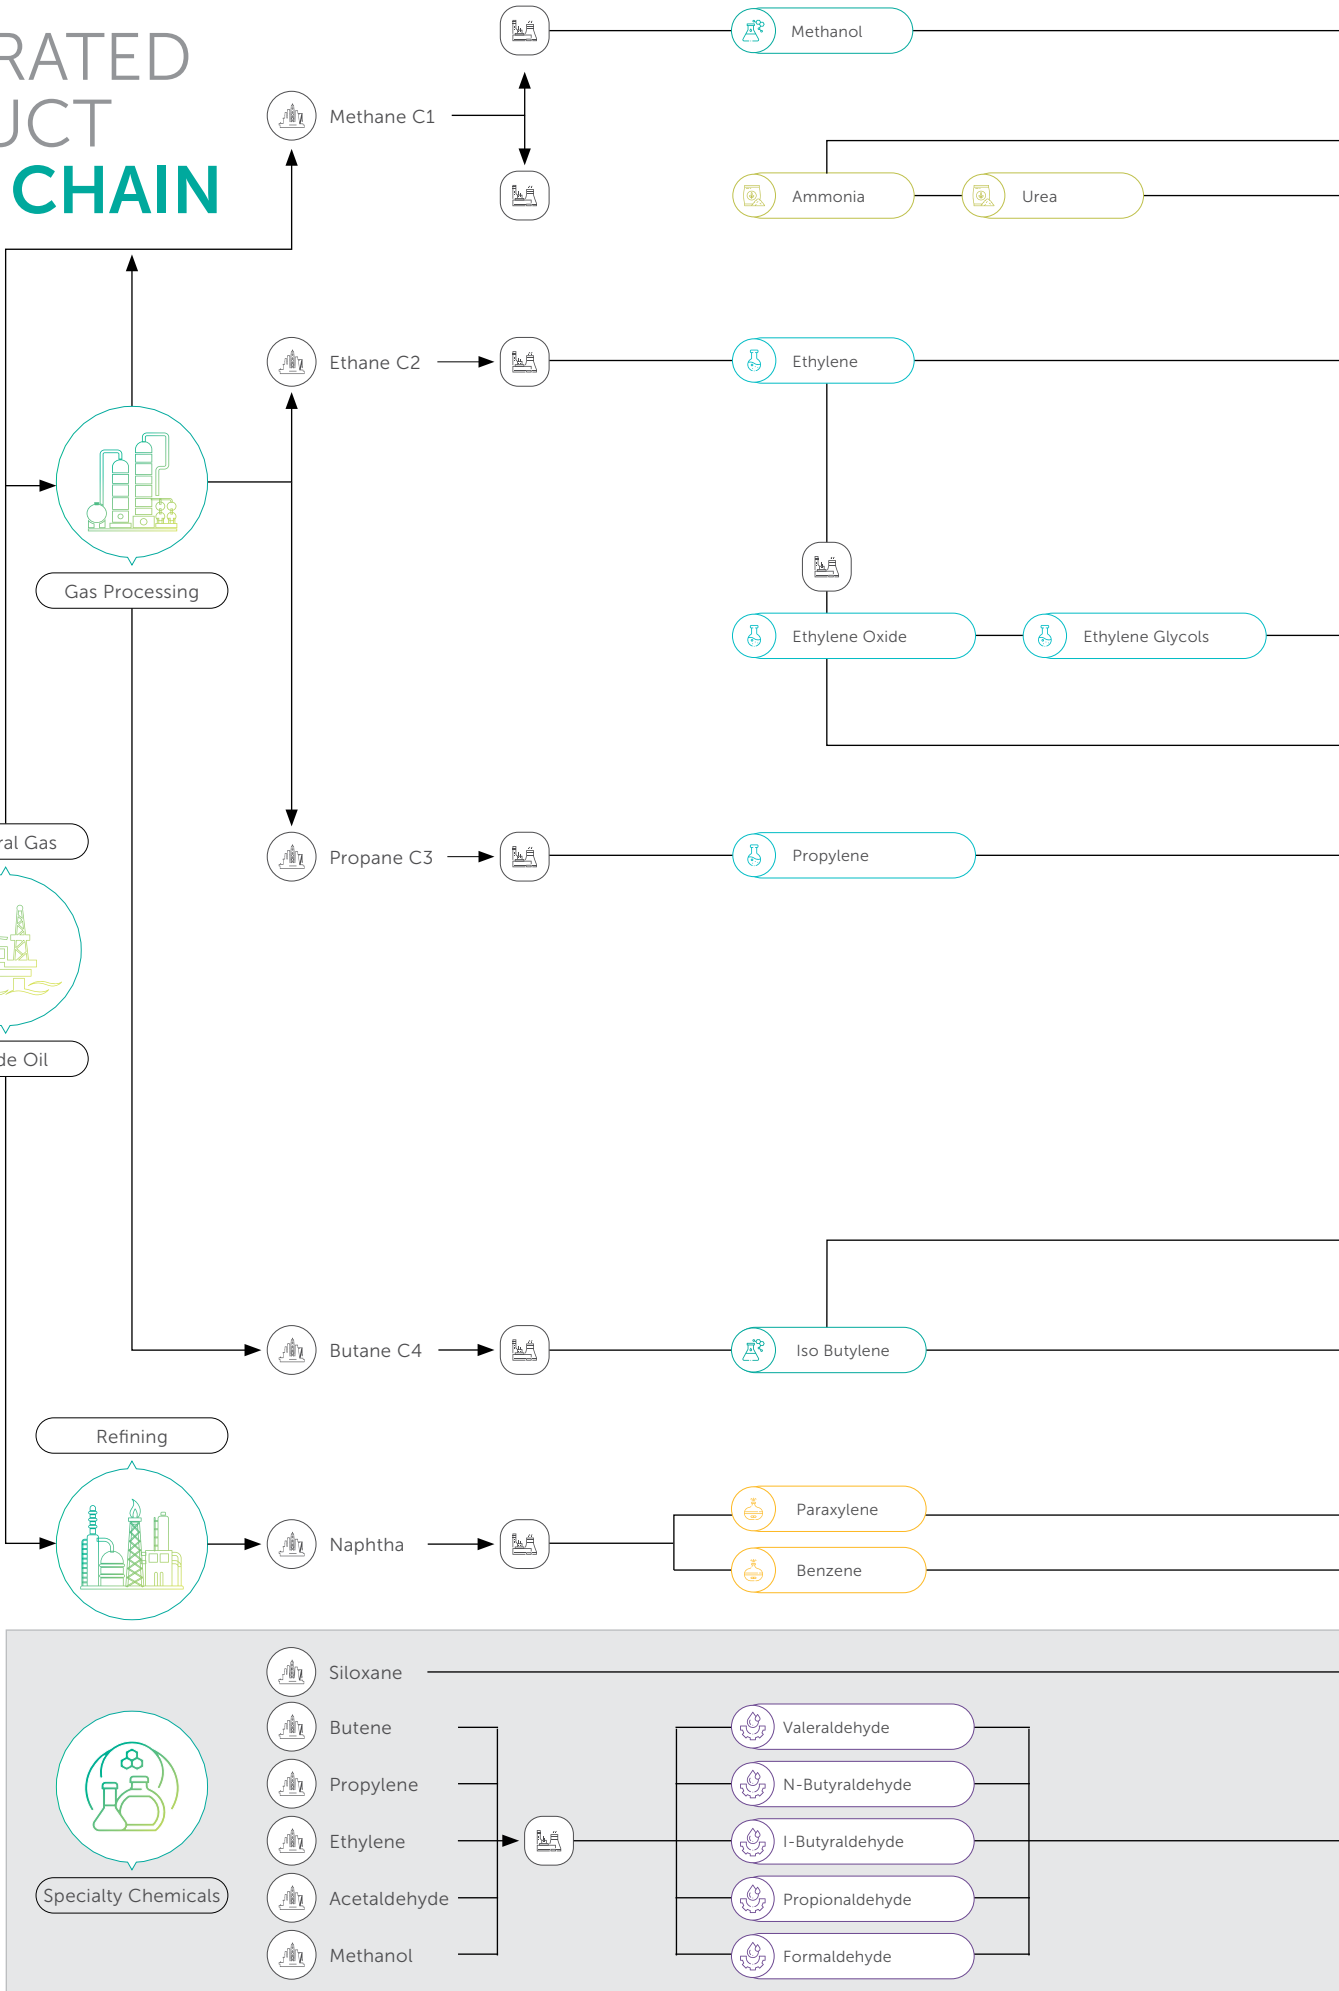 RATED
UCT
CHAIN
Methanol
Methane C1
Ammonia
Urea
Ethane C2
Ethylene
Gas Processing
Ethylene Oxide
Ethylene Glycols
ral Gas
Propane C3
Propylene
de Oil
Butane C4
Iso Butylene
Refining
Paraxylene
Naphtha
Benzene
Siloxane
Butene
Valeraldehyde
Propylene
N-Butyraldehyde
Ethylene
I-Butyraldehyde
Specialty Chemicals
Acetaldehyde
Propionaldehyde
Methanol
Formaldehyde